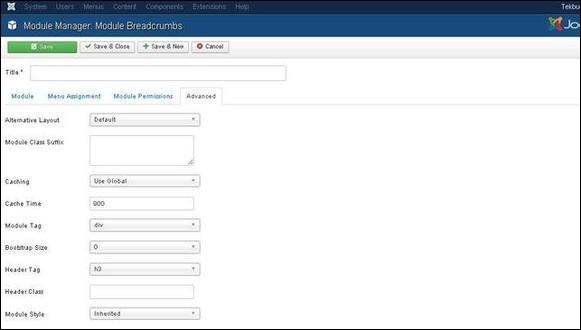 System Users Menus Content Components Extensions Help Tekbu
Module Manager: Module Breadcrumbs Jo
Save Save & Close Save & New Cancel
Title *
Module Menu Assignment Module Permissions Advanced
Alternative Layout Default
Module Class Suffix
Caching Use Global
Cache Time 900
Module Tag div
Bootstrap Size 0
Header Tag h3
Header Class
Module Style Inherited